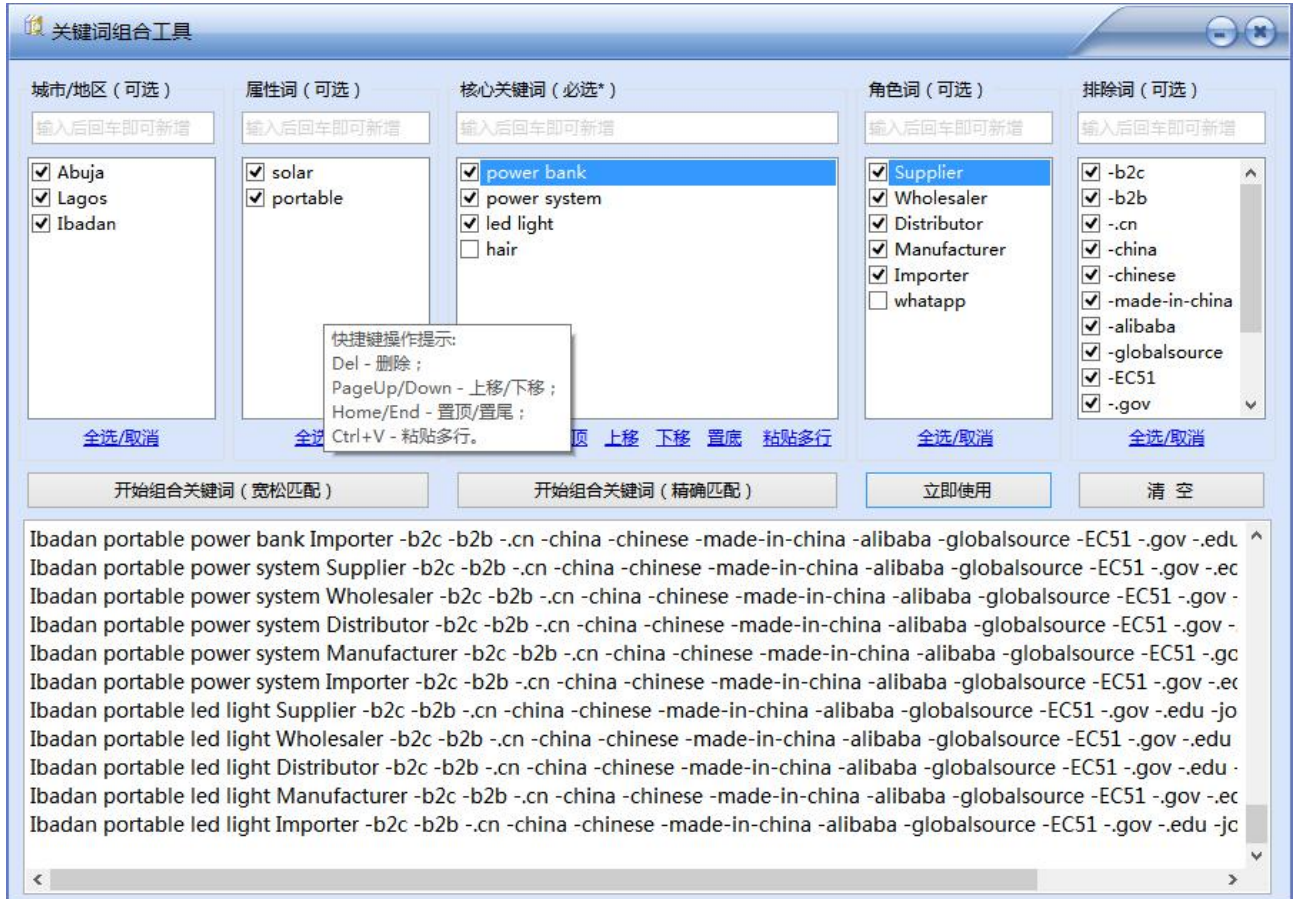 关键词组合工具
城市/地区（可选） 属性词（可选） 核心关键词（必选*） 角色词（可选） 排除词（可选）
输入后回车即可新增 输入后回车即可新增 输入后回车即可新增 输入后回车即可新增 输入后回车即可新增
Abuja solar power bank Supplier -b2c
Lagos portable power system Wholesaler -b2b
Ibadan led light Distributor -.cn
hair Manufacturer -china
Importer -chinese
whatapp -made-in-china
-alibaba
-globalsource
-EC51
-.gov
快捷键操作提示:
Del - 删除；
PageUp/Down - 上移/下移；
Home/End - 置顶/置尾；
Ctrl+V - 粘贴多行。
全选/取消 全选 顶 上移 下移 置底 粘贴多行 全选/取消 全选/取消
开始组合关键词（宽松匹配） 开始组合关键词（精确匹配） 立即使用 清 空
Ibadan portable power bank Importer -b2c -b2b -.cn -china -chinese -made-in-china -alibaba -globalsource -EC51 -.gov -.edu
Ibadan portable power system Supplier -b2c -b2b -.cn -china -chinese -made-in-china -alibaba -globalsource -EC51 -.gov -.ec
Ibadan portable power system Wholesaler -b2c -b2b -.cn -china -chinese -made-in-china -alibaba -globalsource -EC51 -.gov -
Ibadan portable power system Distributor -b2c -b2b -.cn -china -chinese -made-in-china -alibaba -globalsource -EC51 -.gov -.
Ibadan portable power system Manufacturer -b2c -b2b -.cn -china -chinese -made-in-china -alibaba -globalsource -EC51 -.go
Ibadan portable power system Importer -b2c -b2b -.cn -china -chinese -made-in-china -alibaba -globalsource -EC51 -.gov -.ec
Ibadan portable led light Supplier -b2c -b2b -.cn -china -chinese -made-in-china -alibaba -globalsource -EC51 -.gov -.edu -jo
Ibadan portable led light Wholesaler -b2c -b2b -.cn -china -chinese -made-in-china -alibaba -globalsource -EC51 -.gov -.edu
Ibadan portable led light Distributor -b2c -b2b -.cn -china -chinese -made-in-china -alibaba -globalsource -EC51 -.gov -.edu -
Ibadan portable led light Manufacturer -b2c -b2b -.cn -china -chinese -made-in-china -alibaba -globalsource -EC51 -.gov -.ec
Ibadan portable led light Importer -b2c -b2b -.cn -china -chinese -made-in-china -alibaba -globalsource -EC51 -.gov -.edu -jo